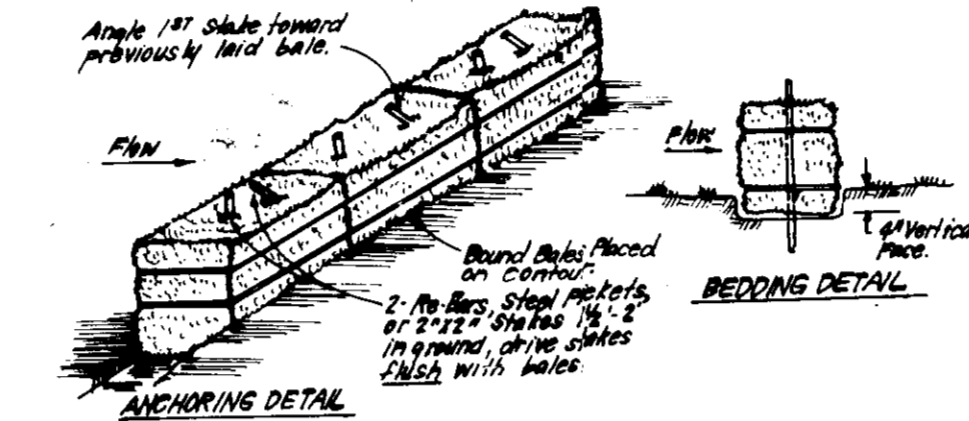 Angle 1ST Stake toward
previously laid bale.
Flow
Bound Bales Placed
on contour.
2-Re-Bars, Steel pickets,
or 2"x2" Stakes 1½'-2'
in ground, drive stakes
flush with bales.
ANCHORING DETAIL
Flow
4" Vertical
Face.
BEDDING DETAIL